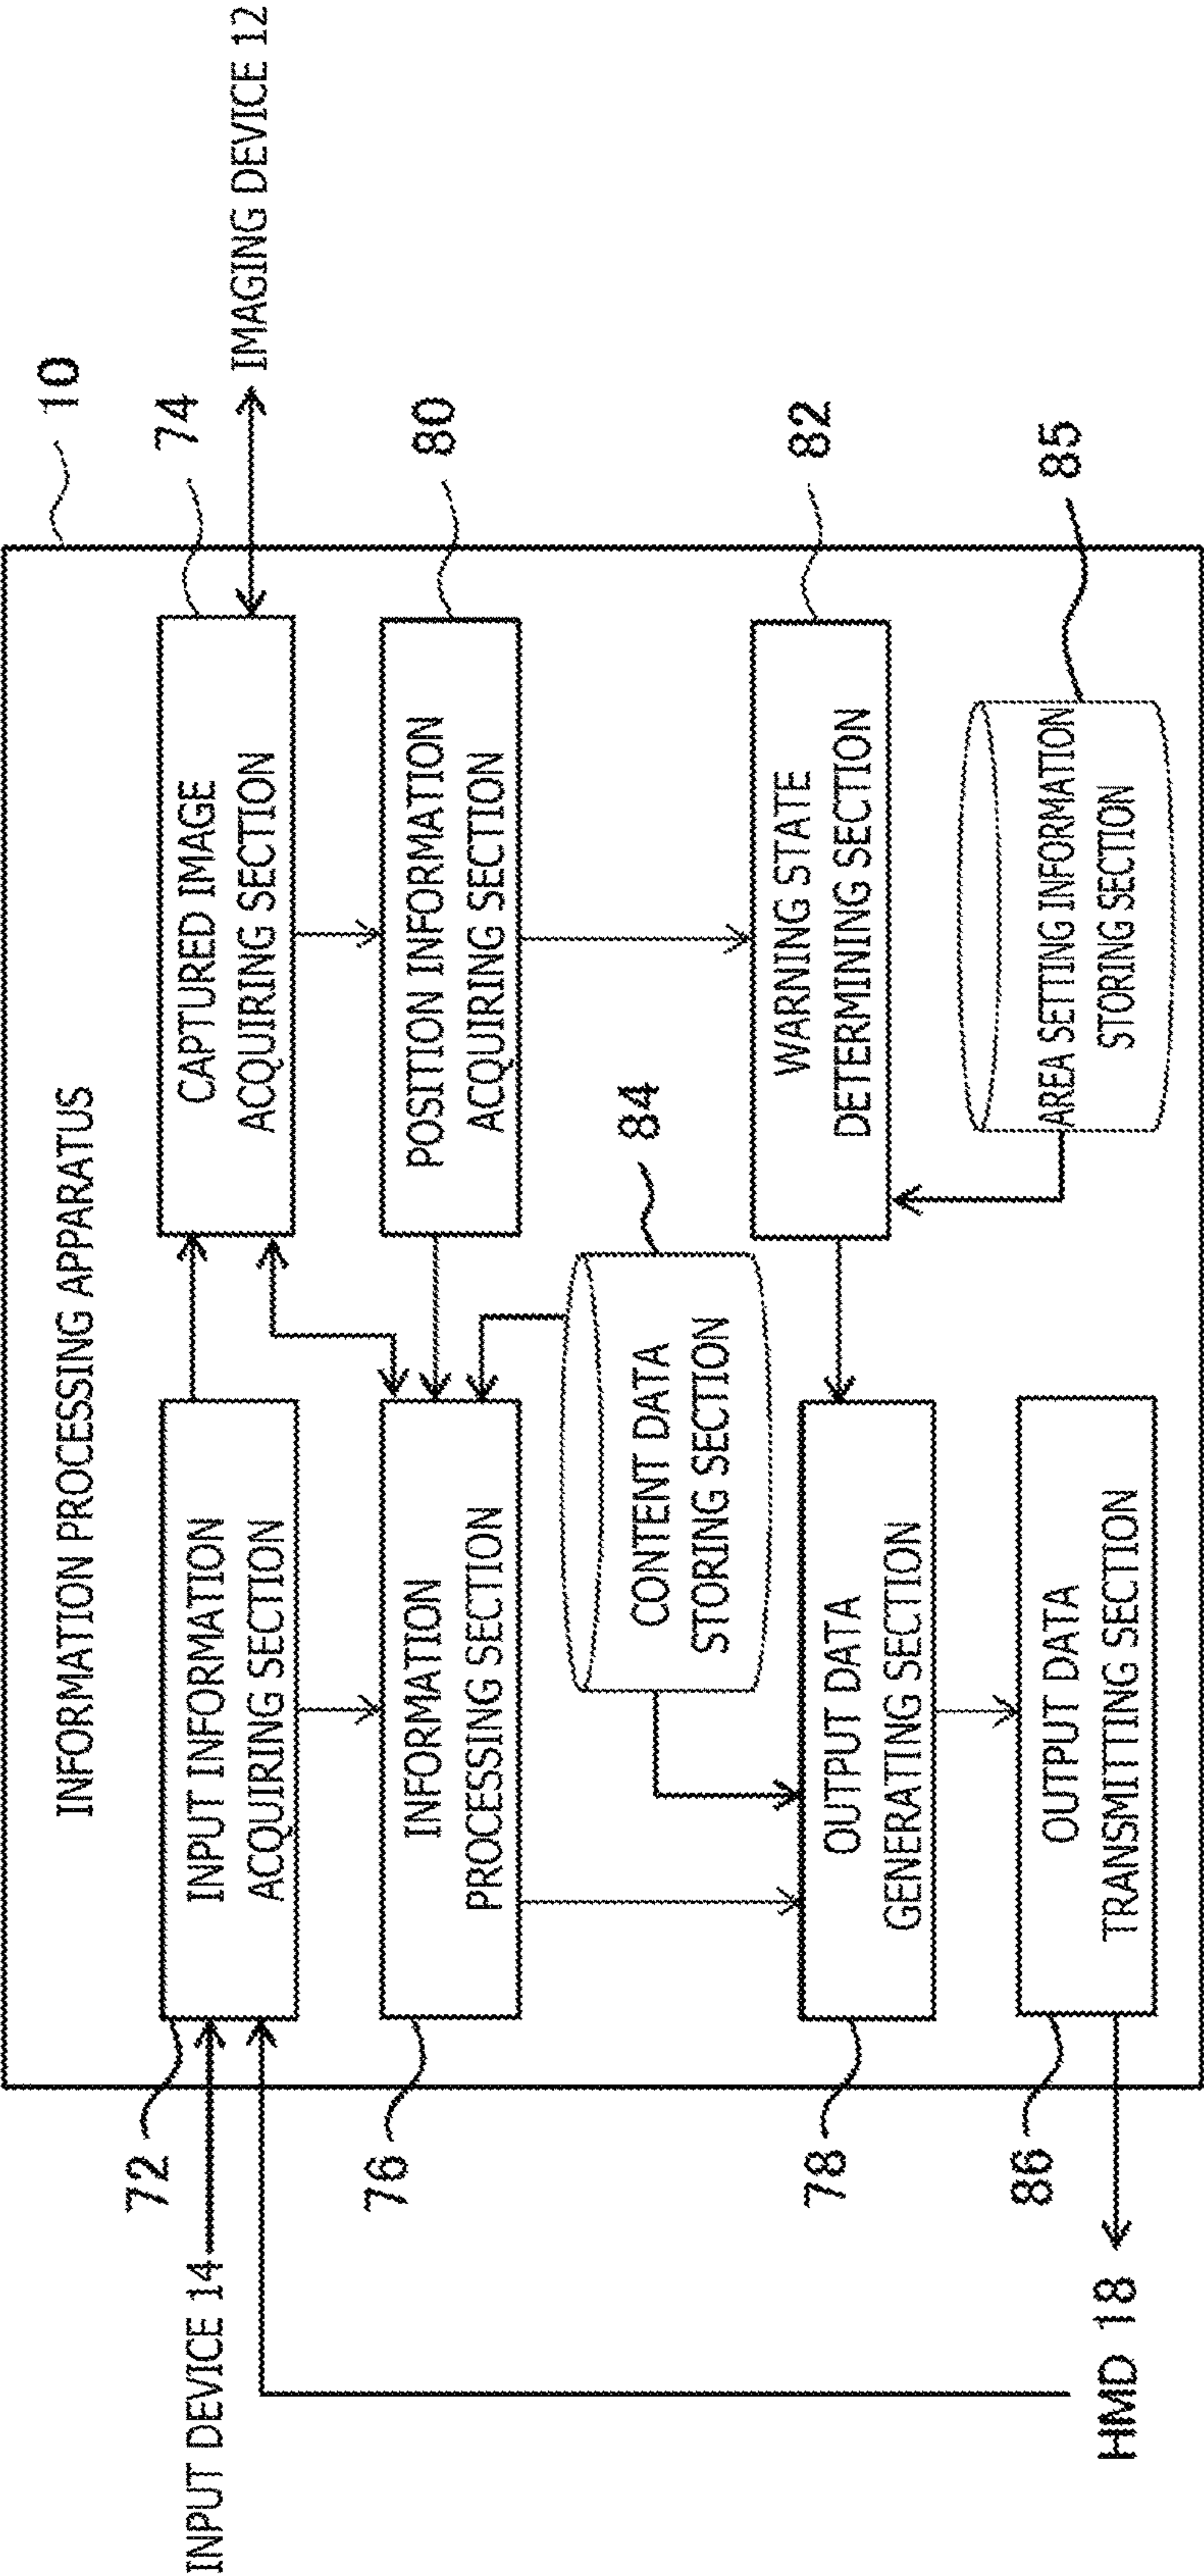 INFORMATION PROCESSING APPARATUS
10
INPUT DEVICE 14
72
INPUT INFORMATION
ACQUIRING SECTION
CAPTURED IMAGE
ACQUIRING SECTION
74
IMAGING DEVICE 12
76
INFORMATION
PROCESSING SECTION
POSITION INFORMATION
ACQUIRING SECTION
80
84
CONTENT DATA
STORING SECTION
78
OUTPUT DATA
GENERATING SECTION
WARNING STATE
DETERMINING SECTION
82
86
OUTPUT DATA
TRANSMITTING SECTION
AREA SETTING INFORMATION
STORING SECTION
85
HMD 18